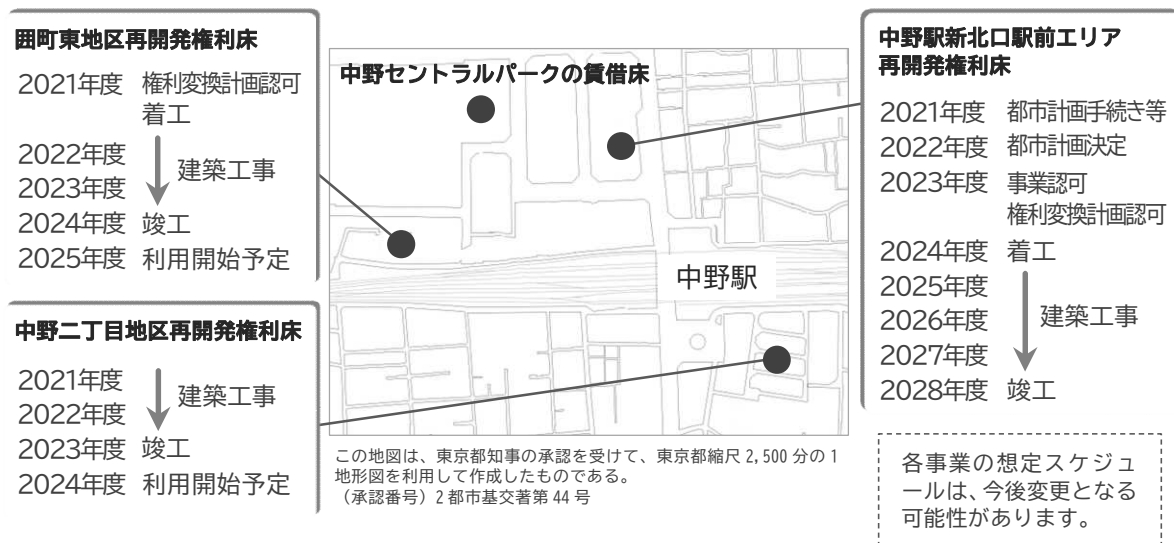 囲町東地区再開発権利床
2021年度 権利変換計画認可
着工
2022年度
2023年度
建築工事
2024年度 竣工
2025年度 利用開始予定
中野二丁目地区再開発権利床
2021年度
2022年度
建築工事
2023年度 竣工
2024年度 利用開始予定
中野セントラルパークの賃借床
中野駅
この地図は、東京都知事の承認を受けて、東京都縮尺 2,500 分の 1
地形図を利用して作成したものである。
（承認番号）2 都市基交著第 44 号
中野駅新北口駅前エリア
再開発権利床
2021年度 都市計画手続き等
2022年度 都市計画決定
2023年度 事業認可
権利変換計画認可
2024年度 着工
2025年度
2026年度 建築工事
2027年度
2028年度 竣工
各事業の想定スケジュ
ールは、今後変更となる
可能性があります。